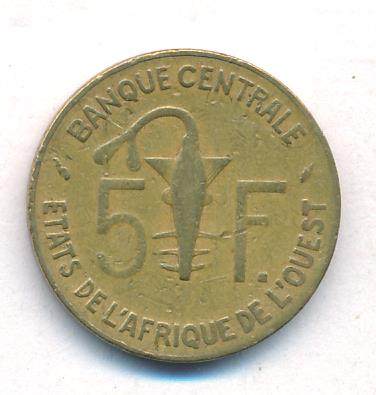 BANQUE CENTRALE
5 F.
ETATS DE L'AFRIQUE DE L'OUEST